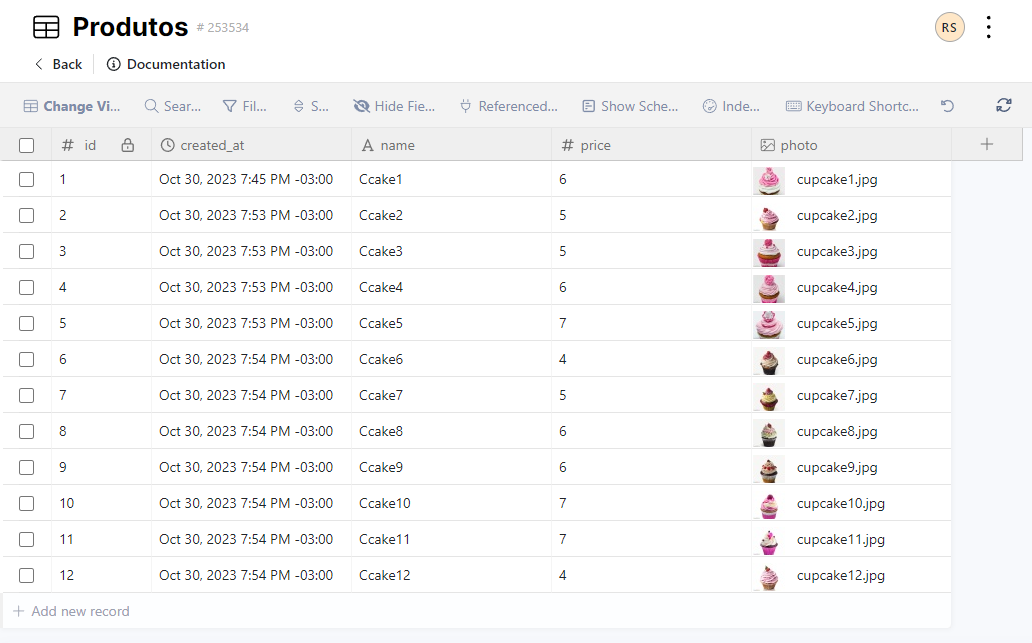 Produtos # 253534 RS
Back Documentation
Change Vi... Sear... Fil... S... Hide Fie... Referenced... Show Sche... Inde... Keyboard Shortc...
# id created_at A name # price photo
1 Oct 30, 2023 7:45 PM -03:00 Ccake1 6 cupcake1.jpg
2 Oct 30, 2023 7:53 PM -03:00 Ccake2 5 cupcake2.jpg
3 Oct 30, 2023 7:53 PM -03:00 Ccake3 5 cupcake3.jpg
4 Oct 30, 2023 7:53 PM -03:00 Ccake4 6 cupcake4.jpg
5 Oct 30, 2023 7:53 PM -03:00 Ccake5 7 cupcake5.jpg
6 Oct 30, 2023 7:54 PM -03:00 Ccake6 4 cupcake6.jpg
7 Oct 30, 2023 7:54 PM -03:00 Ccake7 5 cupcake7.jpg
8 Oct 30, 2023 7:54 PM -03:00 Ccake8 6 cupcake8.jpg
9 Oct 30, 2023 7:54 PM -03:00 Ccake9 6 cupcake9.jpg
10 Oct 30, 2023 7:54 PM -03:00 Ccake10 7 cupcake10.jpg
11 Oct 30, 2023 7:54 PM -03:00 Ccake11 7 cupcake11.jpg
12 Oct 30, 2023 7:54 PM -03:00 Ccake12 4 cupcake12.jpg
+ Add new record